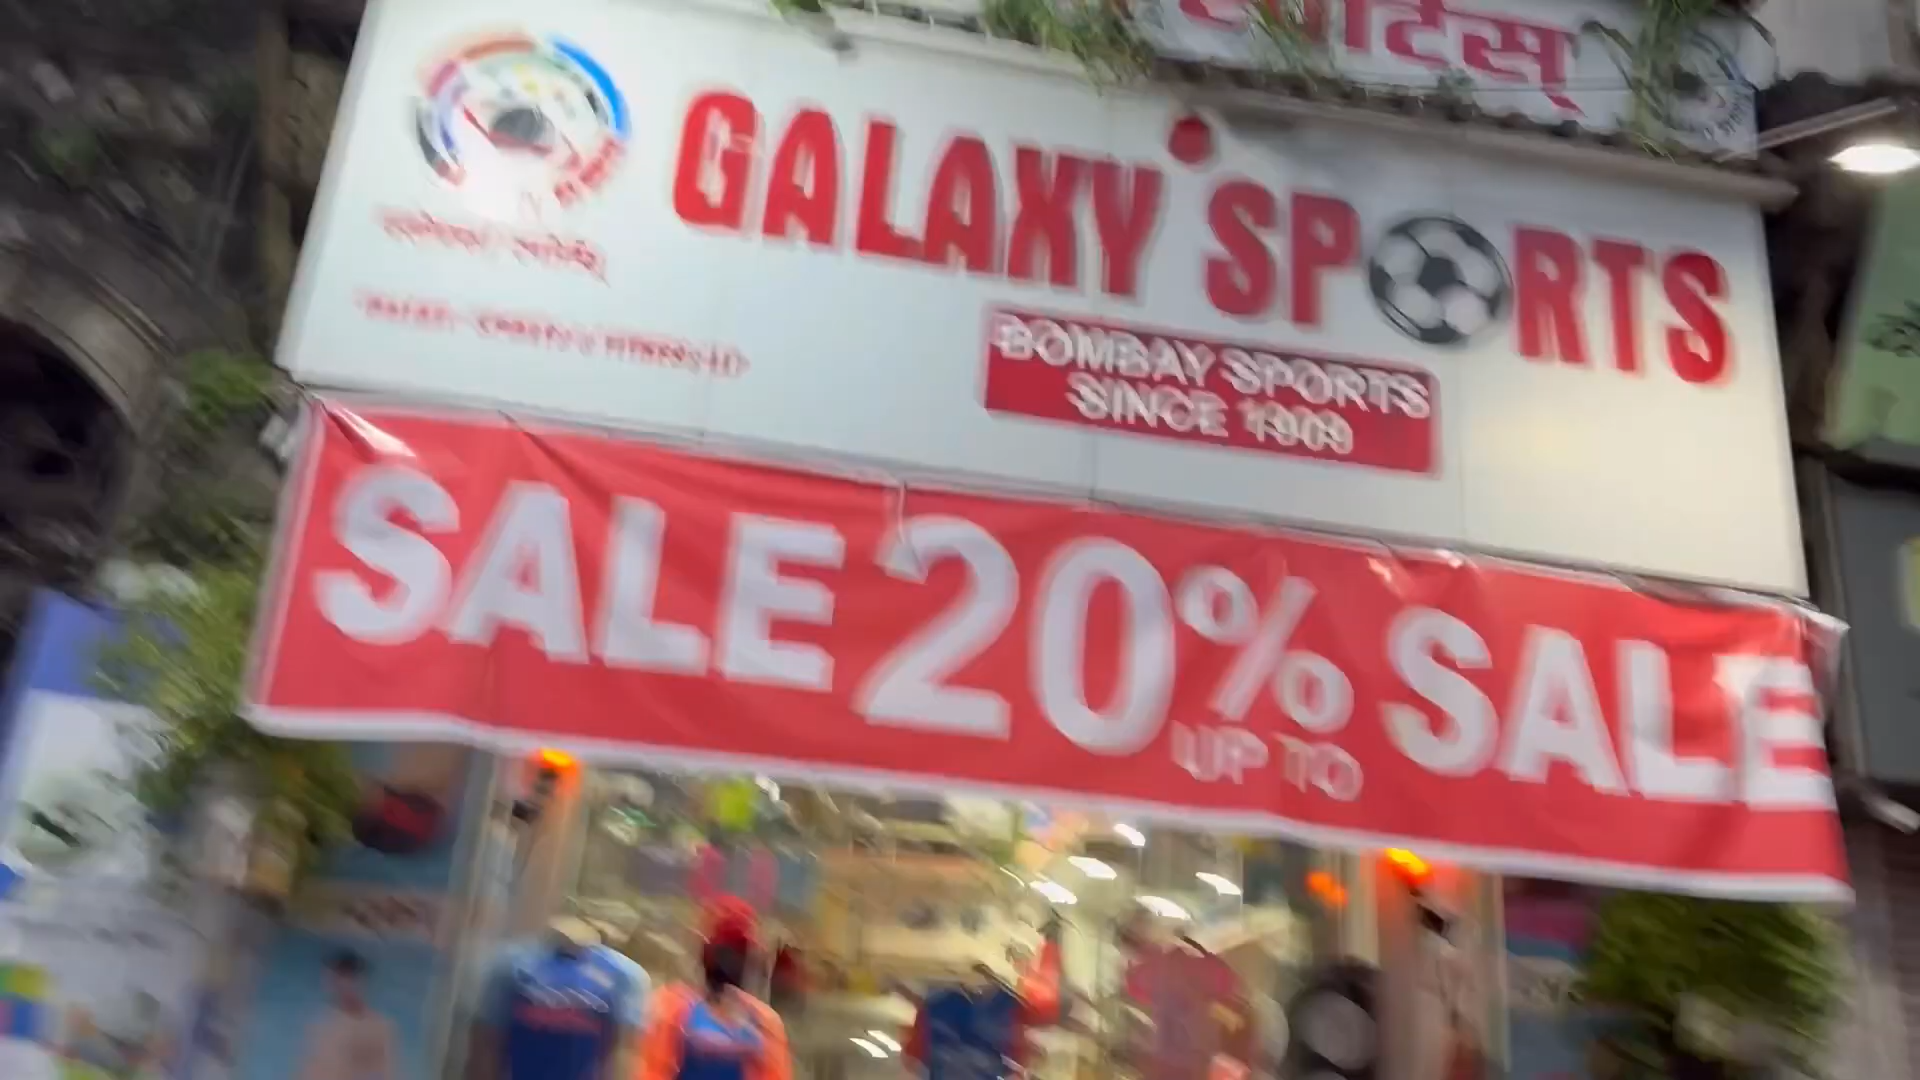 GALAXY SPORTS
BOMBAY SPORTS
SINCE 1909
SALE 20% SALE
UP TO